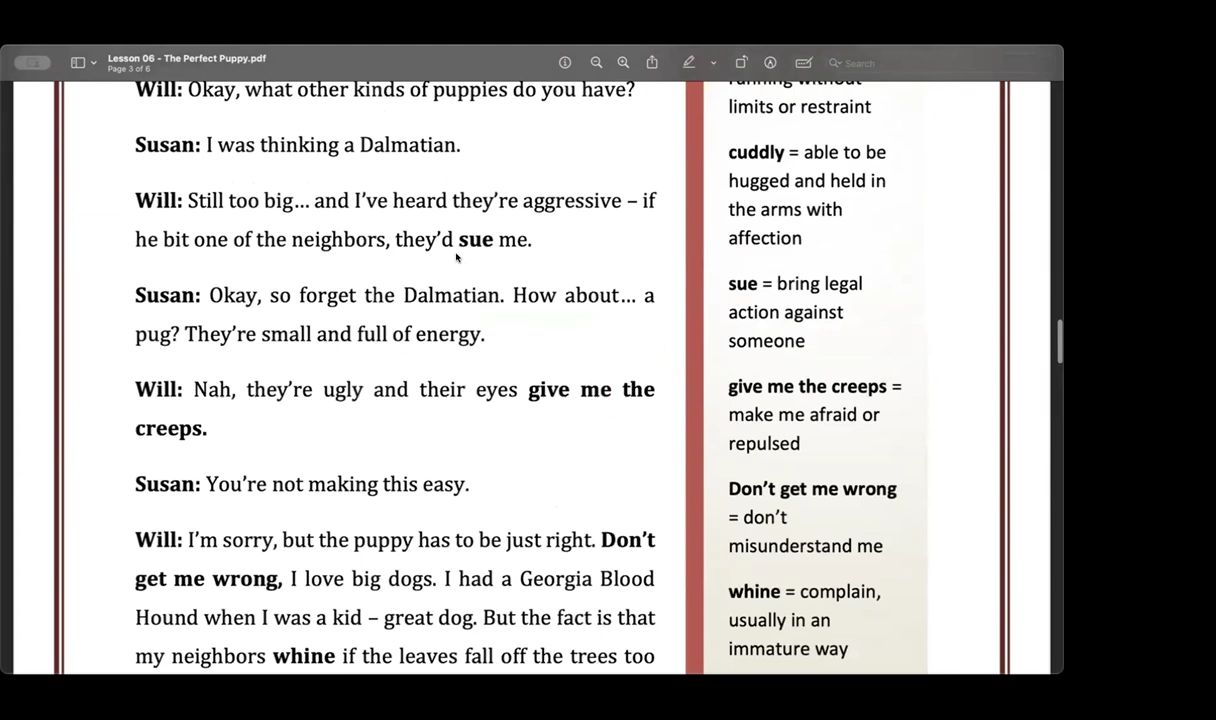 Lesson 06 - The Perfect Puppy.pdf
Page 3 of 6
Search
Will: Okay, what other kinds of puppies do you have?
Susan: I was thinking a Dalmatian.
Will: Still too big… and I've heard they're aggressive – if
he bit one of the neighbors, they'd sue me.
Susan: Okay, so forget the Dalmatian. How about… a
pug? They're small and full of energy.
Will: Nah, they're ugly and their eyes give me the
creeps.
Susan: You're not making this easy.
Will: I'm sorry, but the puppy has to be just right. Don't
get me wrong, I love big dogs. I had a Georgia Blood
Hound when I was a kid – great dog. But the fact is that
my neighbors whine if the leaves fall off the trees too
running without
limits or restraint
cuddly = able to be
hugged and held in
the arms with
affection
sue = bring legal
action against
someone
give me the creeps =
make me afraid or
repulsed
Don't get me wrong
= don't
misunderstand me
whine = complain,
usually in an
immature way